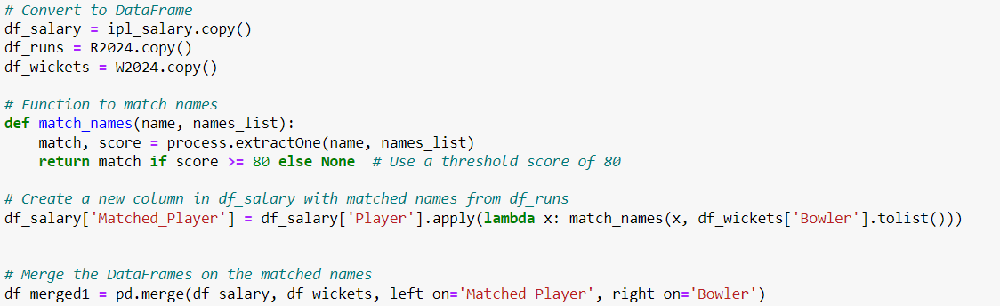 # Convert to DataFrame
df_salary = ipl_salary.copy()
df_runs = R2024.copy()
df_wickets = W2024.copy()

# Function to match names
def match_names(name, names_list):
    match, score = process.extractOne(name, names_list)
    return match if score >= 80 else None  # Use a threshold score of 80

# Create a new column in df_salary with matched names from df_runs
df_salary['Matched_Player'] = df_salary['Player'].apply(lambda x: match_names(x, df_wickets['Bowler'].tolist()))


# Merge the DataFrames on the matched names
df_merged1 = pd.merge(df_salary, df_wickets, left_on='Matched_Player', right_on='Bowler')